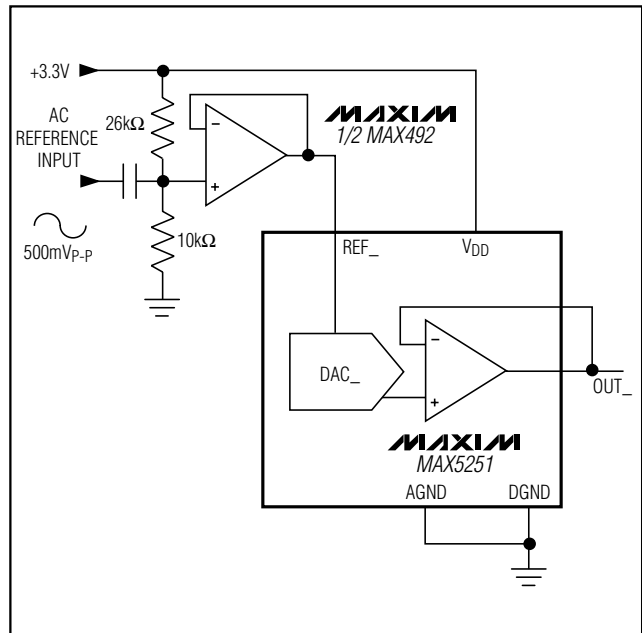 +3.3V
AC
REFERENCE
INPUT
26kΩ
MAXIM
1/2 MAX492
500mVP-P
10kΩ
REF_
VDD
DAC_
OUT_
MAXIM
MAX5251
AGND
DGND
−
+
−
+